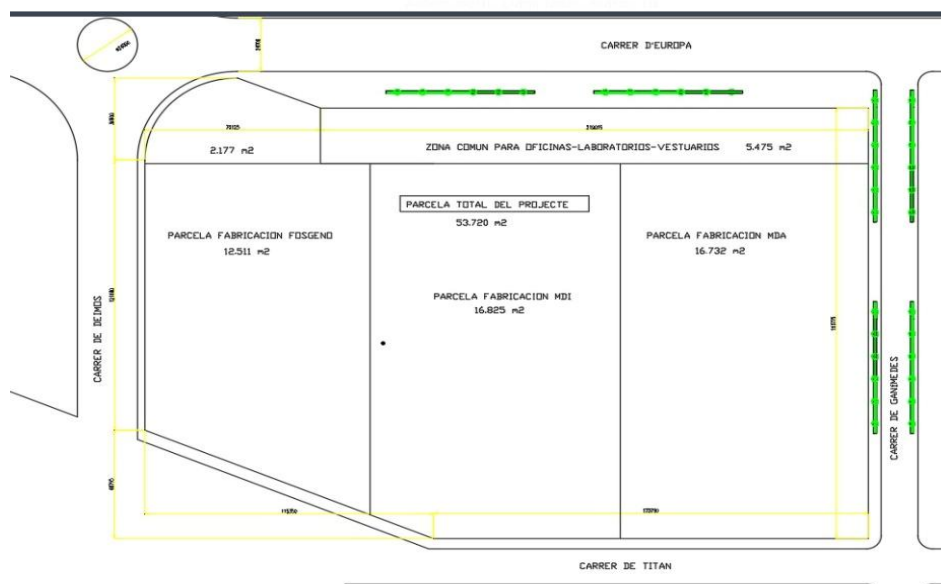 CARRER D'EUROPA
2.177 m2
ZONA COMUN PARA OFICINAS-LABORATORIOS-VESTUARIOS 5.475 m2
PARCELA TOTAL DEL PROJECTE
53.720 m2
PARCELA FABRICACION FOSGENO
12.511 m2
PARCELA FABRICACION MDA
16.732 m2
PARCELA FABRICACION MDI
16.825 m2
CARRER DE DEIMOS
CARRER DE GANIMEDES
CARRER DE TITAN